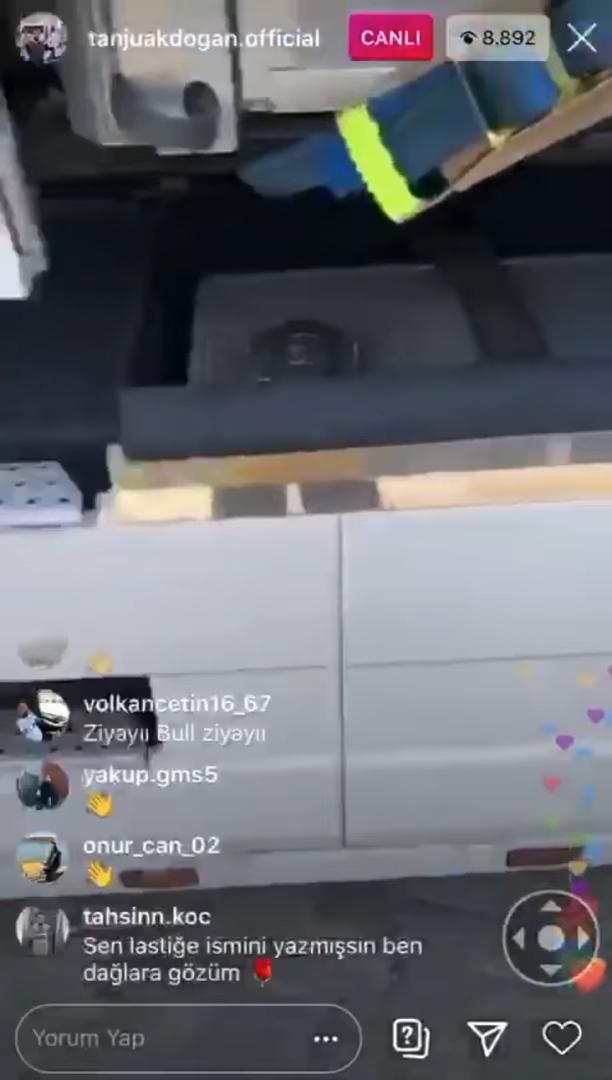 tanjuakdogan.official
CANLI
8.892
volkancetin16_67
Ziyayıı Bull ziyayıı
yakup.gms5
onur_can_02
tahsinn.koc
Sen lastiğe ismini yazmışsin ben
dağlara gözüm
Yorum Yap